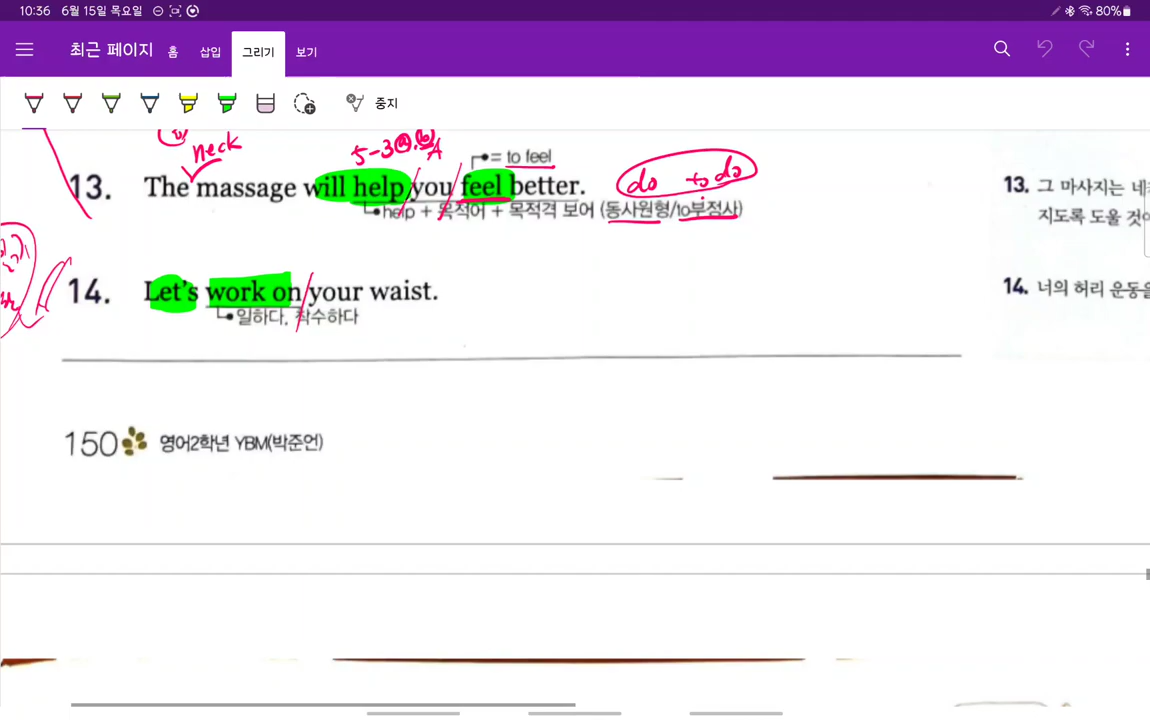 10:36 6월 15일 목요일 80%
최근 페이지 홈 삽입 그리기 보기
중지
neck 5-3 ⓐ.ⓑ A = to feel
13. The massage will help you feel better. do to do
help + 목적어 + 목적격 보어 (동사원형/to부정사)
13. 그 마사지는 네
지도록 도울 것
14. Let's work on your waist.
일하다, 착수하다
14. 너의 허리 운동을
150 영어2학년 YBM(박준언)